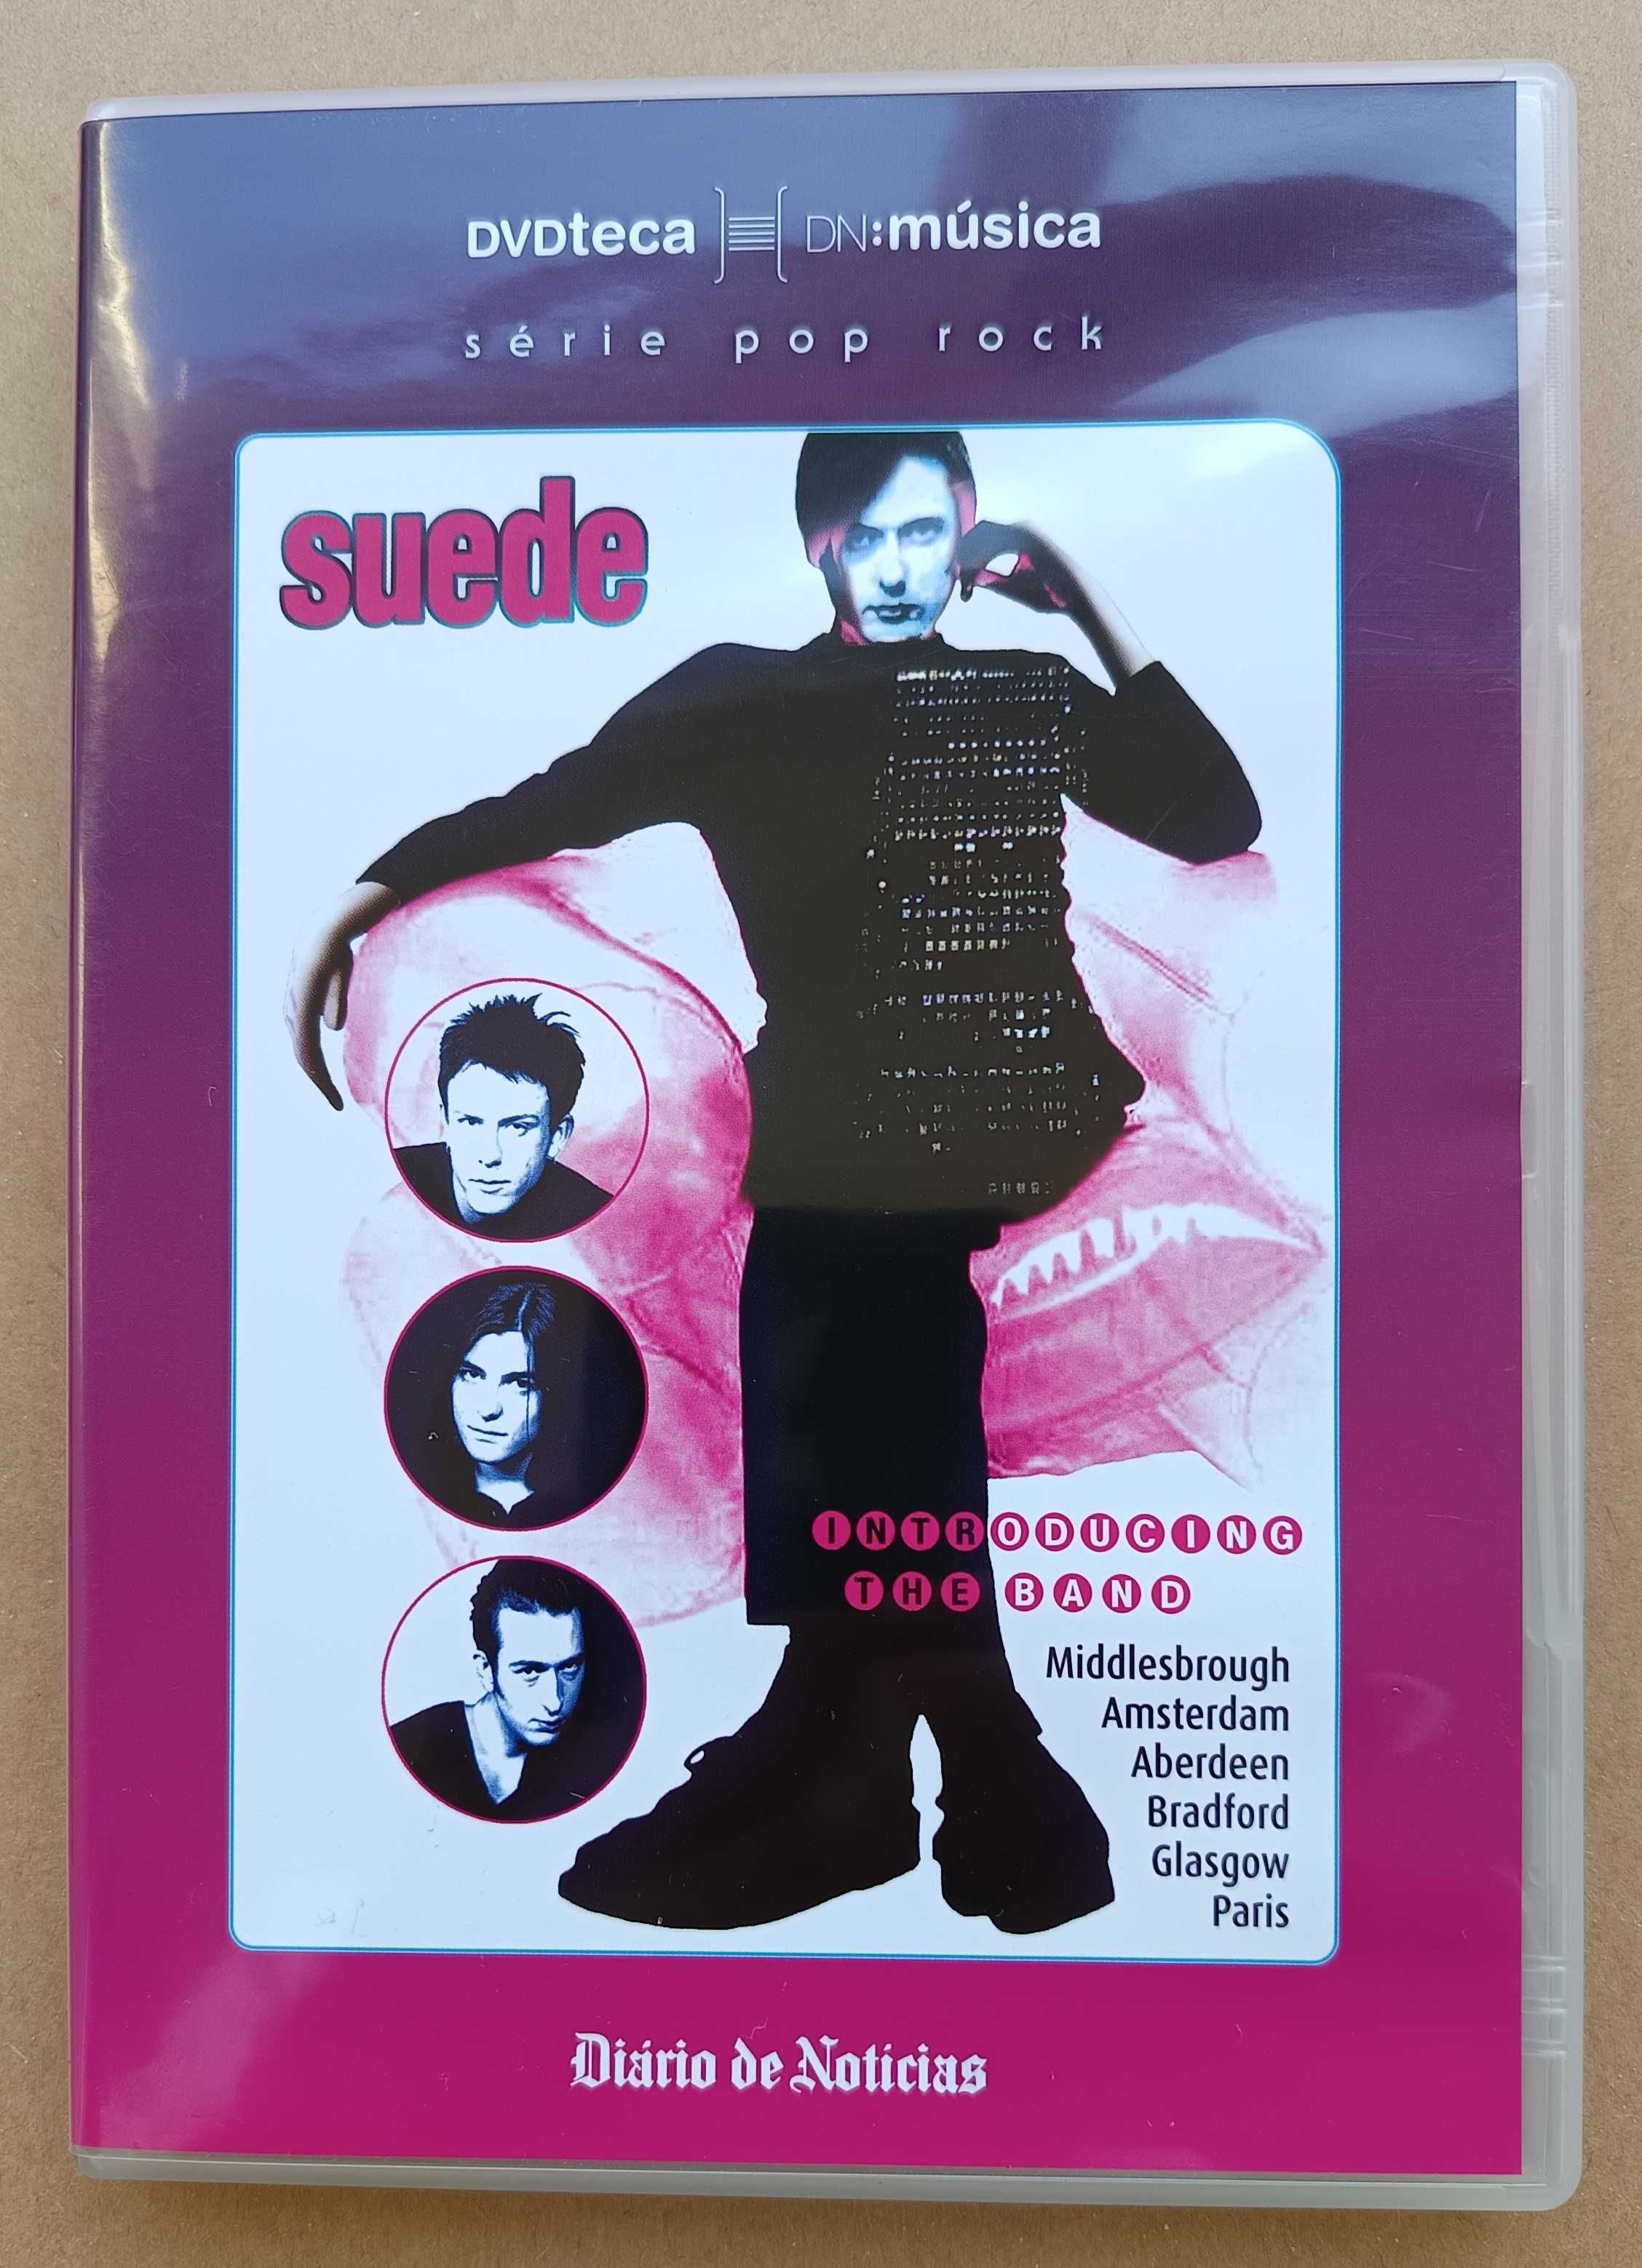 DVDteca DN:música
série pop rock
suede
INTRODUCING
THE BAND
Middlesbrough
Amsterdam
Aberdeen
Bradford
Glasgow
Paris
Diário de Notícias